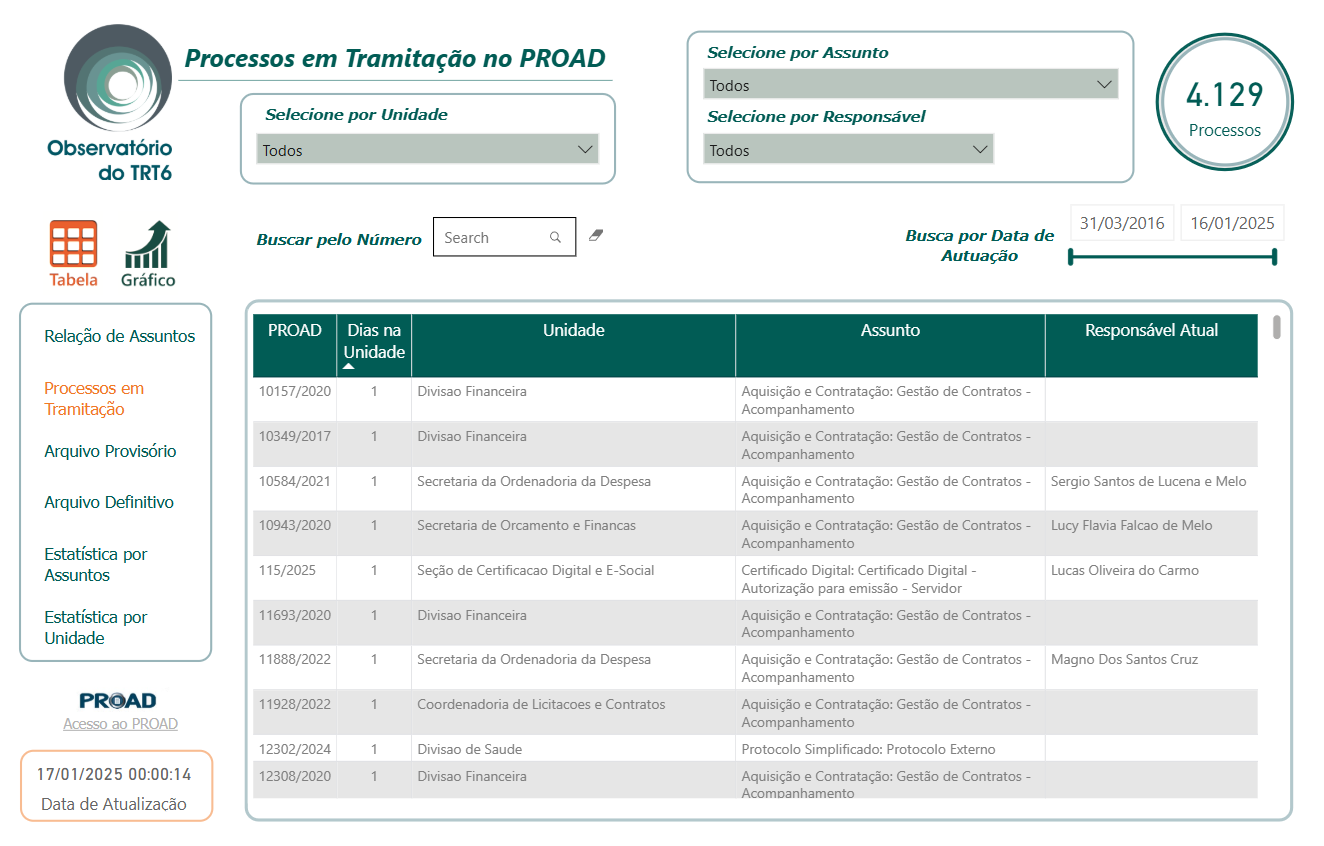 Observatório
do TRT6
Processos em Tramitação no PROAD
Selecione por Unidade
Todos
Selecione por Assunto
Todos
Selecione por Responsável
Todos
4.129
Processos
Tabela
Gráfico
Buscar pelo Número
Search
Busca por Data de
Autuação
31/03/2016
16/01/2025
Relação de Assuntos
Processos em
Tramitação
Arquivo Provisório
Arquivo Definitivo
Estatística por
Assuntos
Estatística por
Unidade
PROAD
Acesso ao PROAD
17/01/2025 00:00:14
Data de Atualização
PROAD Dias na Unidade Assunto Responsável Atual
Unidade
10157/2020 1 Divisao Financeira Aquisição e Contratação: Gestão de Contratos -
Acompanhamento
10349/2017 1 Divisao Financeira Aquisição e Contratação: Gestão de Contratos -
Acompanhamento
10584/2021 1 Secretaria da Ordenadoria da Despesa Aquisição e Contratação: Gestão de Contratos - Sergio Santos de Lucena e Melo
Acompanhamento
10943/2020 1 Secretaria de Orcamento e Financas Aquisição e Contratação: Gestão de Contratos - Lucy Flavia Falcao de Melo
Acompanhamento
115/2025 1 Seção de Certificacao Digital e E-Social Certificado Digital: Certificado Digital - Lucas Oliveira do Carmo
Autorização para emissão - Servidor
11693/2020 1 Divisao Financeira Aquisição e Contratação: Gestão de Contratos -
Acompanhamento
11888/2022 1 Secretaria da Ordenadoria da Despesa Aquisição e Contratação: Gestão de Contratos - Magno Dos Santos Cruz
Acompanhamento
11928/2022 1 Coordenadoria de Licitacoes e Contratos Aquisição e Contratação: Gestão de Contratos -
Acompanhamento
12302/2024 1 Divisao de Saude Protocolo Simplificado: Protocolo Externo
12308/2020 1 Divisao Financeira Aquisição e Contratação: Gestão de Contratos -
Acompanhamento